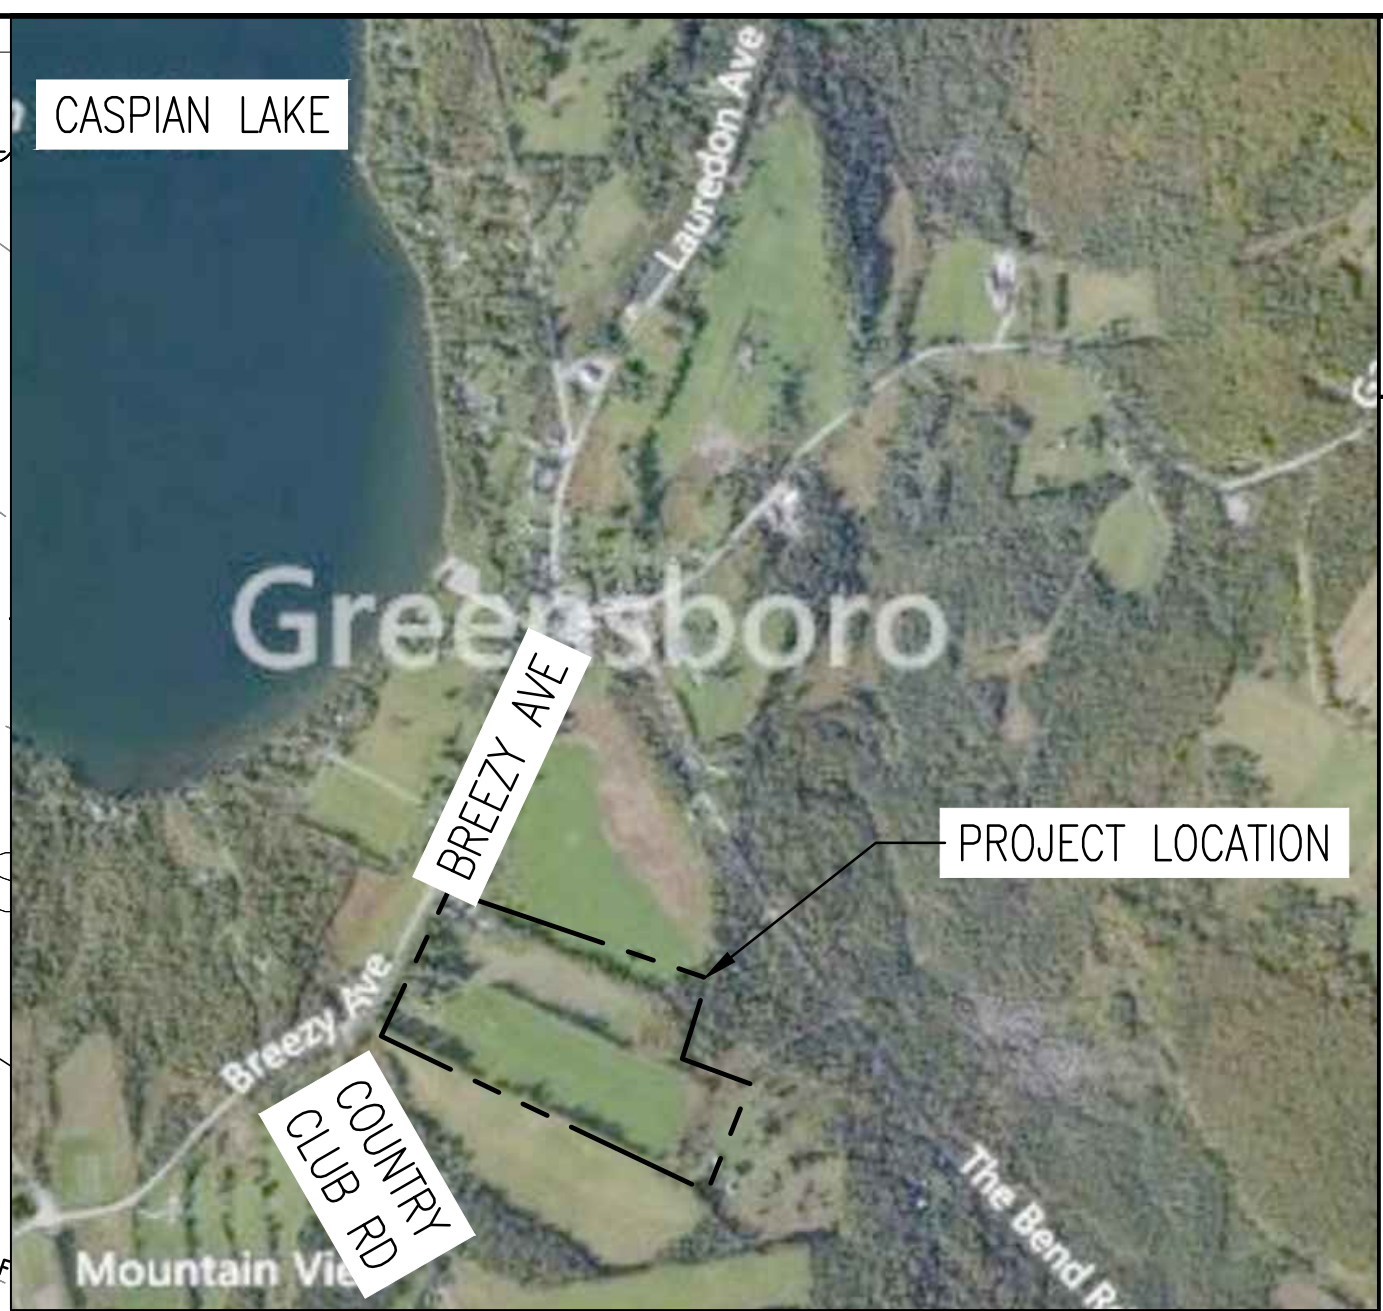 CASPIAN LAKE
Lauredon Ave
Greensboro
BREEZY AVE
PROJECT LOCATION
Breezy Ave
COUNTRY
CLUB RD
The Bend R
Mountain Vie